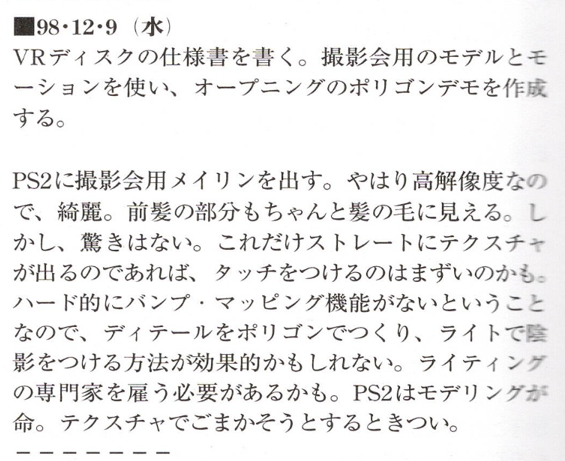 ■98・12・9（水）
VRディスクの仕様書を書く。撮影会用のモデルとモ
ーションを使い、オープニングのポリゴンデモを作成
する。
PS2に撮影会用メイリンを出す。やはり高解像度なの
で、綺麗。前髪の部分もちゃんと髪の毛に見える。し
かし、驚きはない。これだけストレートにテクスチャ
が出るのであれば、タッチをつけるのはまずいのかも。
ハード的にバンプ・マッピング機能がないということ
なので、ディテールをポリゴンでつくり、ライトで陰
影をつける方法が効果的かもしれない。ライティング
の専門家を雇う必要があるかも。PS2はモデリングが
命。テクスチャでごまかそうとするときつい。
－－－－－－－